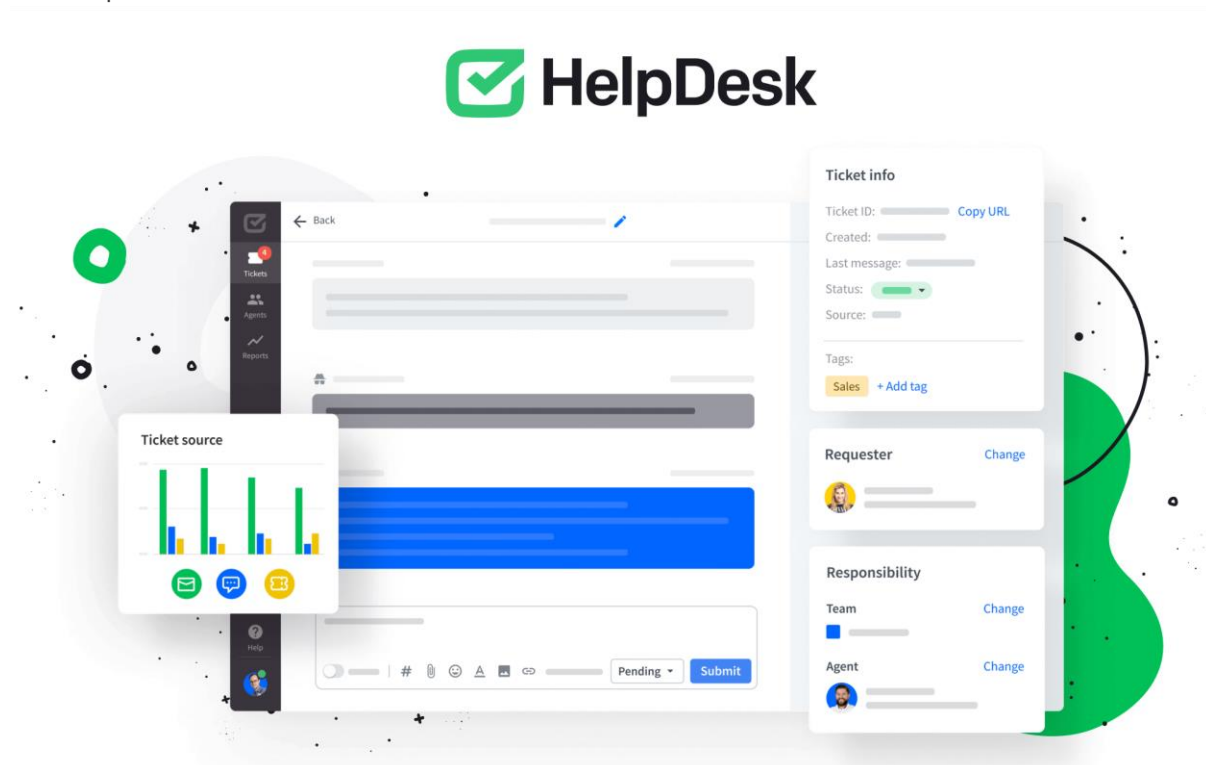 HelpDesk
Back
Tickets
4
Agents
Reports
Help
Ticket source
Pending
Submit
Ticket info
Ticket ID:
Copy URL
Created:
Last message:
Status:
Source:
Tags:
Sales
+ Add tag
Requester
Change
Responsibility
Team
Change
Agent
Change